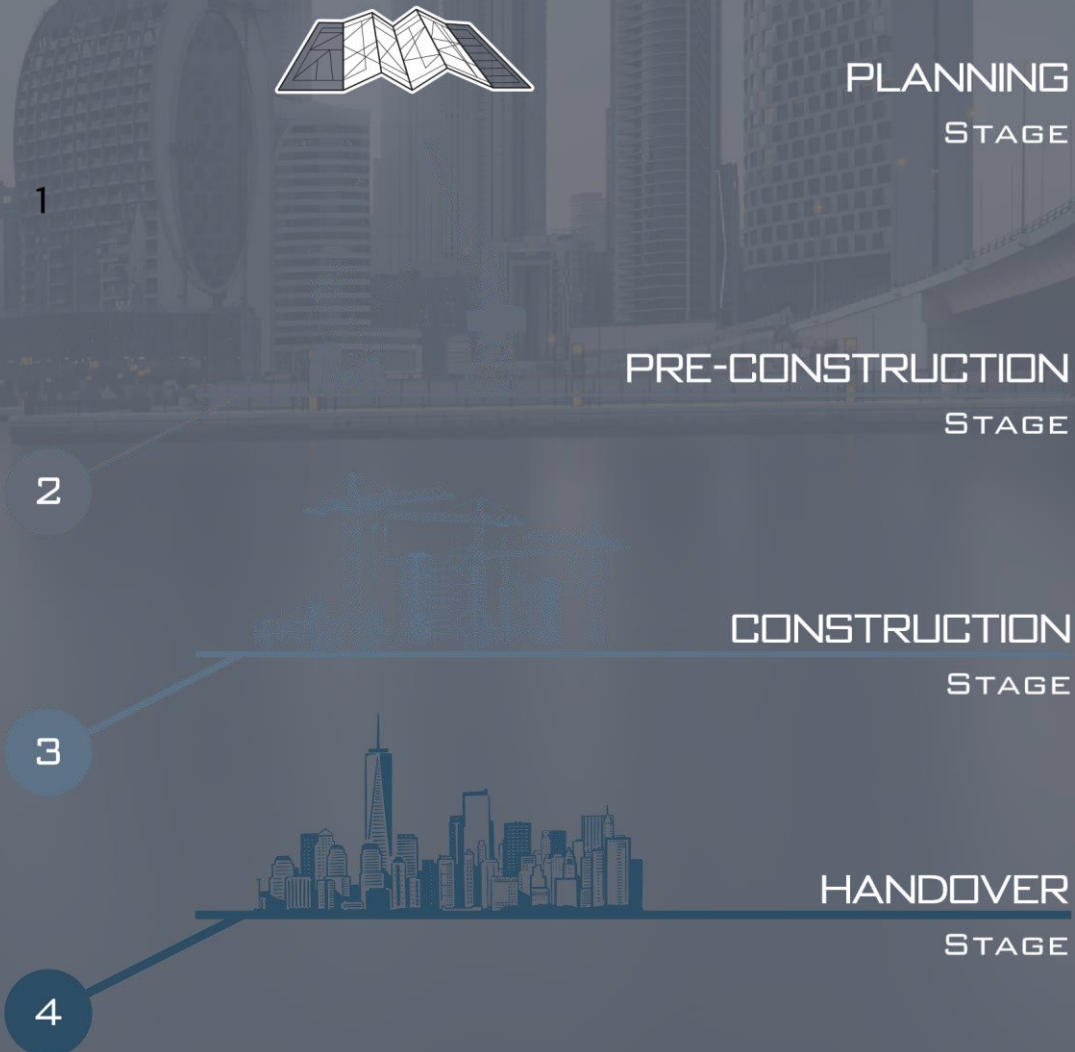 PLANNING
STAGE
1
PRE-CONSTRUCTION
STAGE
2
CONSTRUCTION
STAGE
3
HANDOVER
STAGE
4